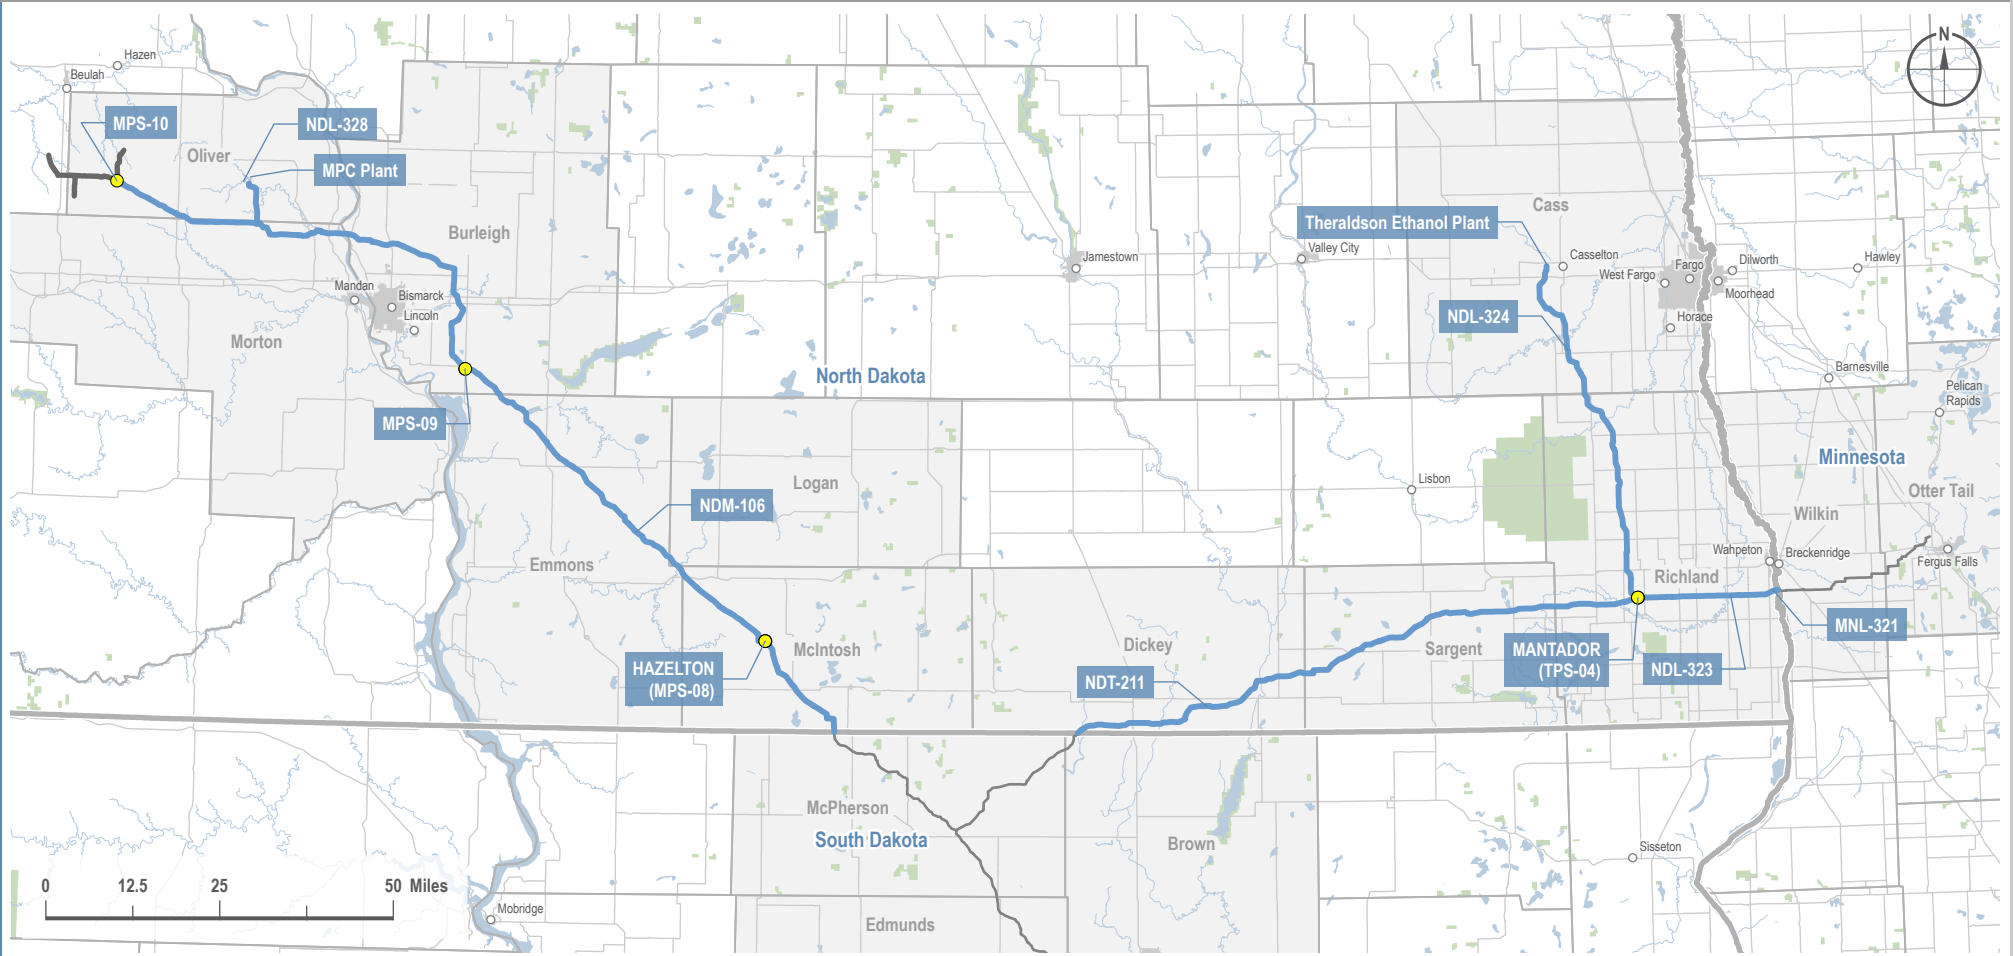 N
Hazen
Beulah
MPS-10
NDL-328
Oliver
MPC Plant
Burleigh
Cass
Theraldson Ethanol Plant
Valley City
Jamestown
Casselton
West Fargo
Fargo
Dilworth
Hawley
Moorhead
Mandan
Bismarck
Lincoln
NDL-324
Horace
Morton
North Dakota
Barnesville
Pelican
Rapids
MPS-09
Minnesota
Logan
Lisbon
Otter Tail
NDM-106
Wilkin
Wahpeton
Breckenridge
Fergus Falls
Emmons
Richland
MNL-321
McIntosh
Dickey
Sargent
MANTADOR
(TPS-04)
NDL-323
HAZELTON
(MPS-08)
NDT-211
McPherson
South Dakota
Brown
Sisseton
0 12.5 25 50 Miles
Mobridge
Edmunds